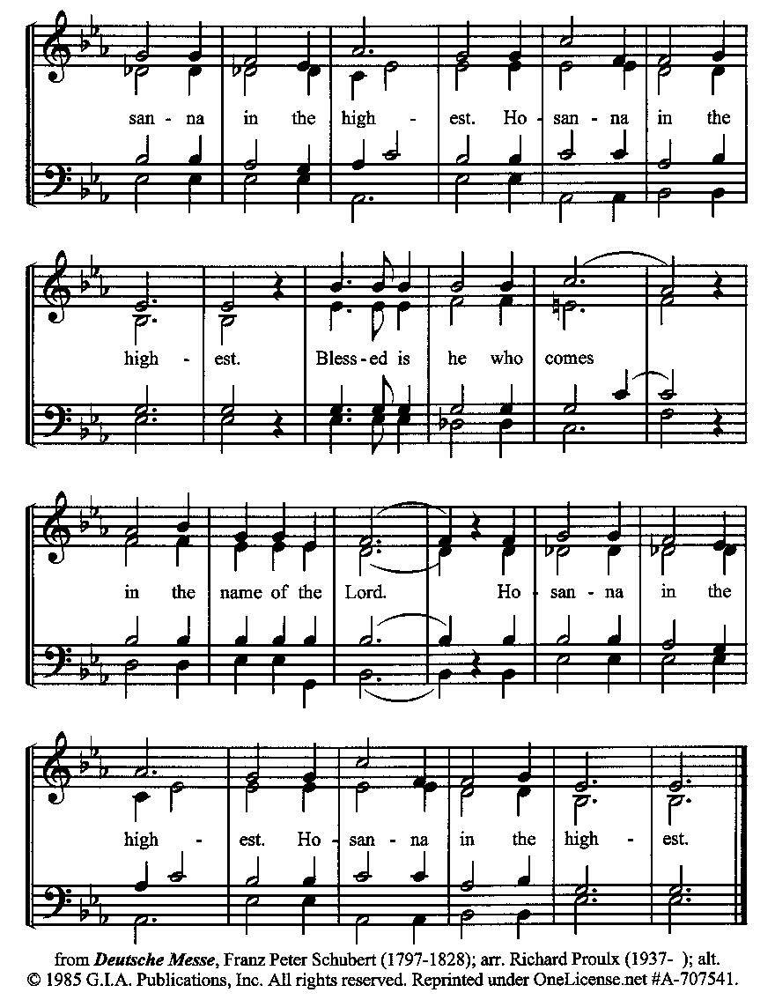 san - na in the high - est. Ho - san - na in the
high - est. Bless - ed is he who comes
in the name of the Lord. Ho - san - na in the
high - est. Ho - san - na in the high - est.
from Deutsche Messe, Franz Peter Schubert (1797-1828); arr. Richard Proulx (1937- ); alt.
© 1985 G.I.A. Publications, Inc. All rights reserved. Reprinted under OneLicense.net #A-707541.